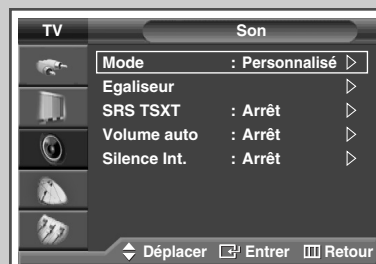 TV Son
Mode : Personnalisé
Egaliseur
SRS TSXT : Arrêt
Volume auto : Arrêt
Silence Int. : Arrêt
Déplacer Entrer Retour